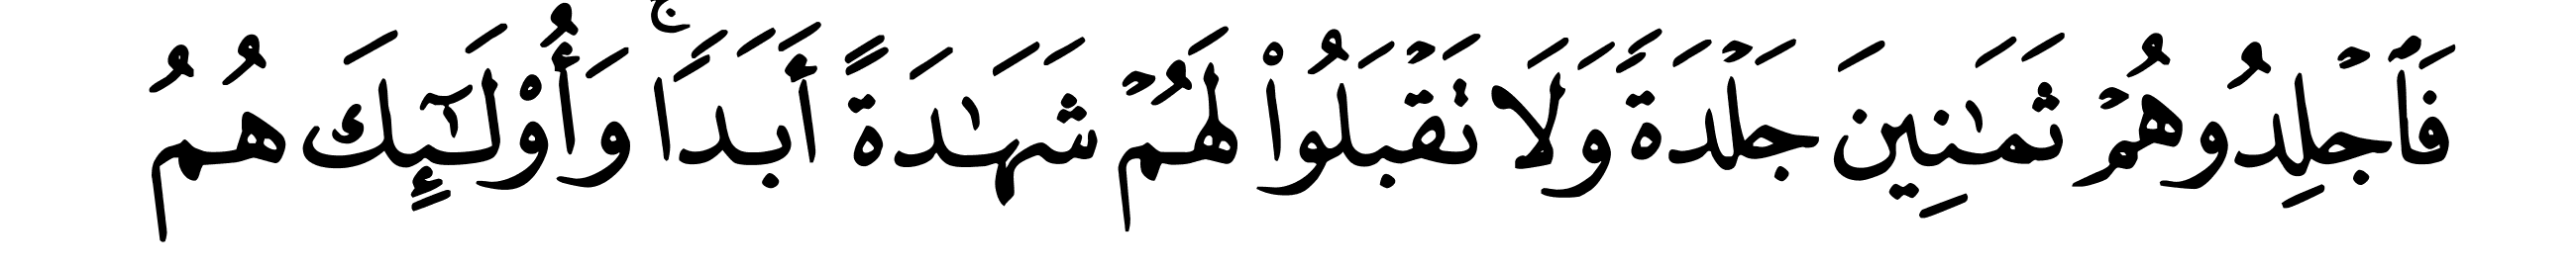 فَٱجْلِدُوهُمْ ثَمَٰنِينَ جَلْدَةً وَلَا تَقْبَلُوا۟ لَهُمْ شَهَٰدَةً أَبَدًا ۚ وَأُو۟لَٰٓئِكَ هُمُ